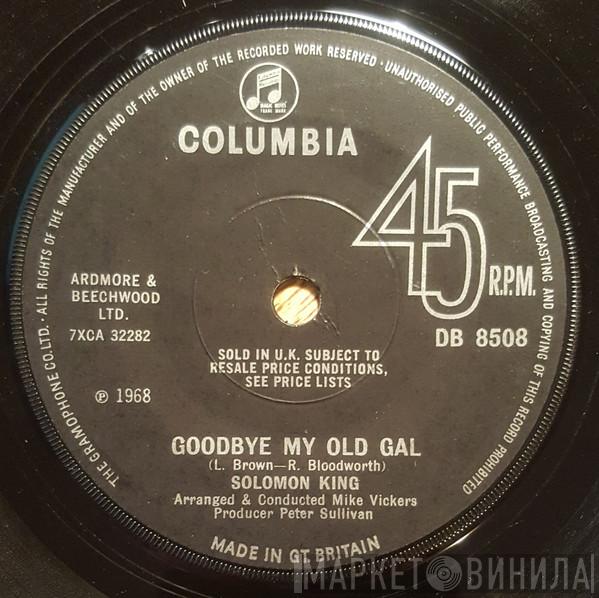 THE GRAMOPHONE CO. LTD. · ALL RIGHTS OF THE MANUFACTURER AND OF THE OWNER OF THE RECORDED WORK RESERVED · UNAUTHORISED PUBLIC PERFORMANCE BROADCASTING AND COPYING OF THIS RECORD PROHIBITED
COLUMBIA
45
R.P.M.
ARDMORE &
BEECHWOOD
LTD.
7XCA 32282
DB 8508
SOLD IN U.K. SUBJECT TO
RESALE PRICE CONDITIONS,
SEE PRICE LISTS
℗ 1968
GOODBYE MY OLD GAL
(L. Brown—R. Bloodworth)
SOLOMON KING
Arranged & Conducted Mike Vickers
Producer Peter Sullivan
MADE IN GT. BRITAIN
МАРКЕТ ВИНИЛА